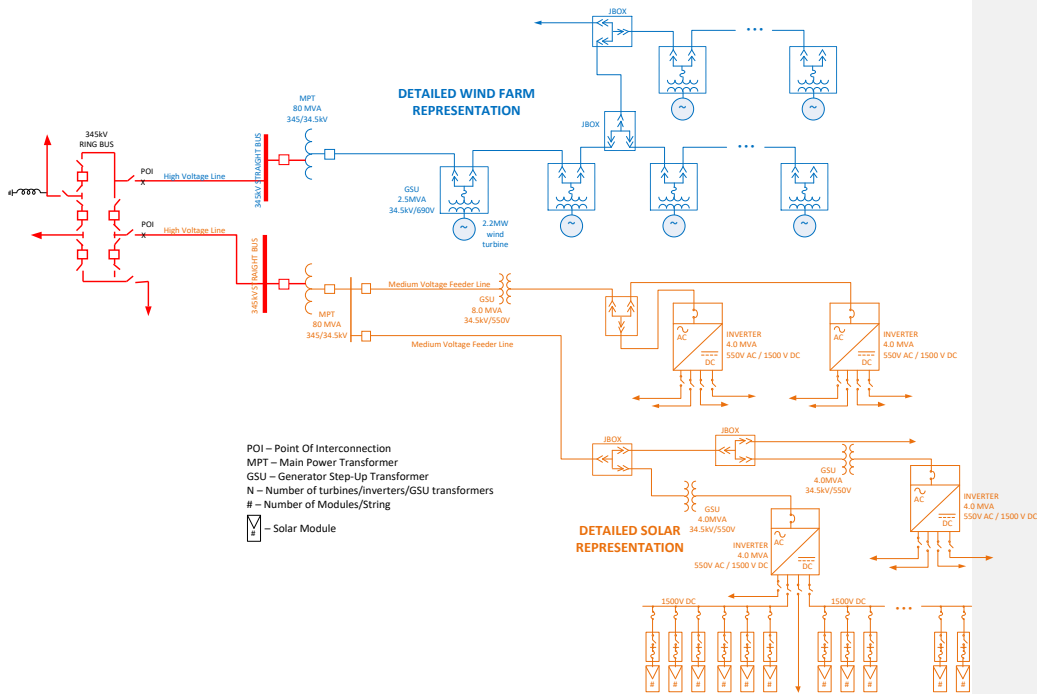 JBOX
MPT
80 MVA
345/34.5kV
DETAILED WIND FARM
REPRESENTATION
~
~
JBOX
345kV
RING BUS
POI
X
High Voltage Line
345kV STRAIGHT BUS
GSU
2.5MVA
34.5kV/690V
~
~
~
~
2.2MW
wind
turbine
POI
X
High Voltage Line
345kV STRAIGHT BUS
MPT
80 MVA
345/34.5kV
Medium Voltage Feeder Line
GSU
8.0 MVA
34.5kV/550V
Medium Voltage Feeder Line
AC
DC
INVERTER
4.0 MVA
550V AC / 1500 V DC
AC
DC
INVERTER
4.0 MVA
550V AC / 1500 V DC
JBOX
JBOX
POI – Point Of Interconnection
MPT – Main Power Transformer
GSU – Generator Step-Up Transformer
N – Number of turbines/inverters/GSU transformers
# – Number of Modules/String
# – Solar Module
GSU
4.0MVA
34.5kV/550V
AC
DC
INVERTER
4.0 MVA
550V AC / 1500 V DC
GSU
4.0MVA
34.5kV/550V
DETAILED SOLAR
REPRESENTATION
INVERTER
4.0 MVA
550V AC / 1500 V DC
AC
DC
1500V DC
1500V DC
# # # # # # # # # # #